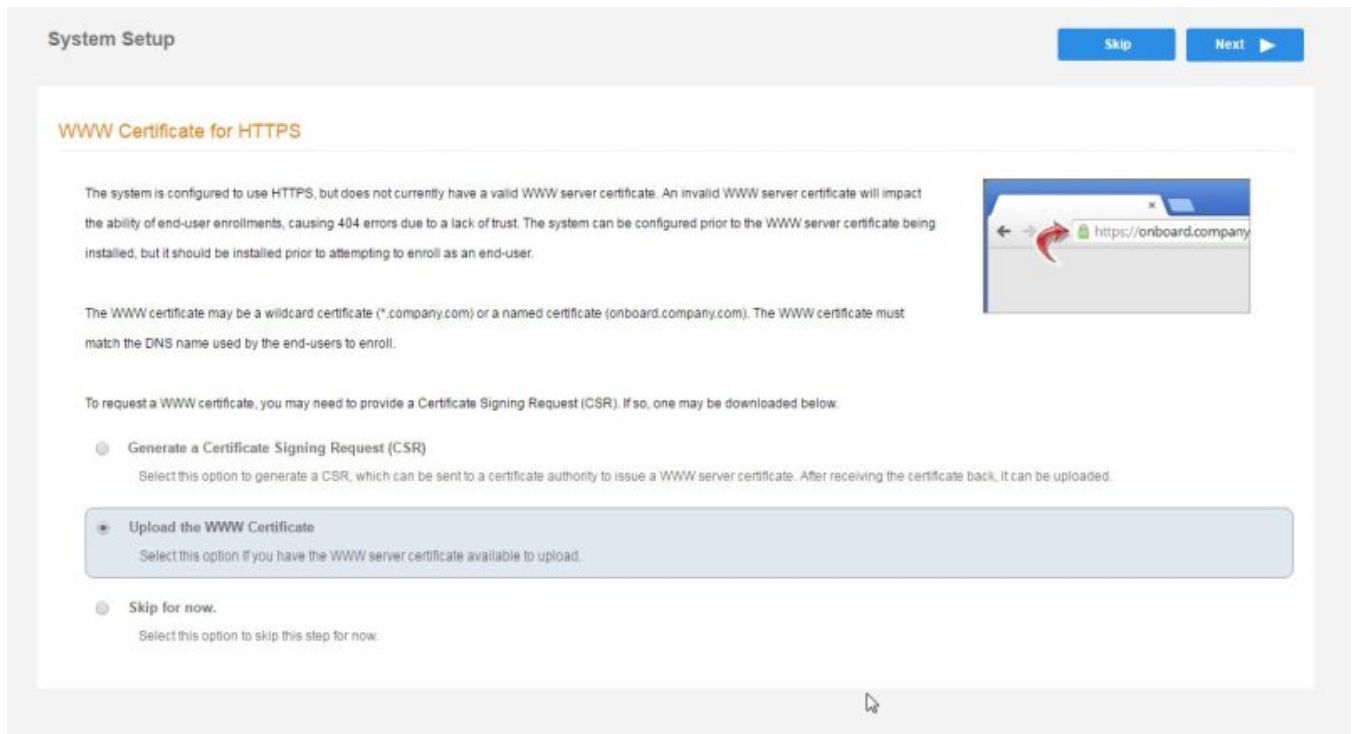 System Setup
Skip
Next
WWW Certificate for HTTPS
The system is configured to use HTTPS, but does not currently have a valid WWW server certificate. An invalid WWW server certificate will impact
the ability of end-user enrollments, causing 404 errors due to a lack of trust. The system can be configured prior to the WWW server certificate being
installed, but it should be installed prior to attempting to enroll as an end-user.
https://onboard.company
The WWW certificate may be a wildcard certificate (*.company.com) or a named certificate (onboard.company.com). The WWW certificate must
match the DNS name used by the end-users to enroll.
To request a WWW certificate, you may need to provide a Certificate Signing Request (CSR). If so, one may be downloaded below.
Generate a Certificate Signing Request (CSR)
Select this option to generate a CSR, which can be sent to a certificate authority to issue a WWW server certificate. After receiving the certificate back, it can be uploaded.
Upload the WWW Certificate
Select this option if you have the WWW server certificate available to upload.
Skip for now.
Select this option to skip this step for now.